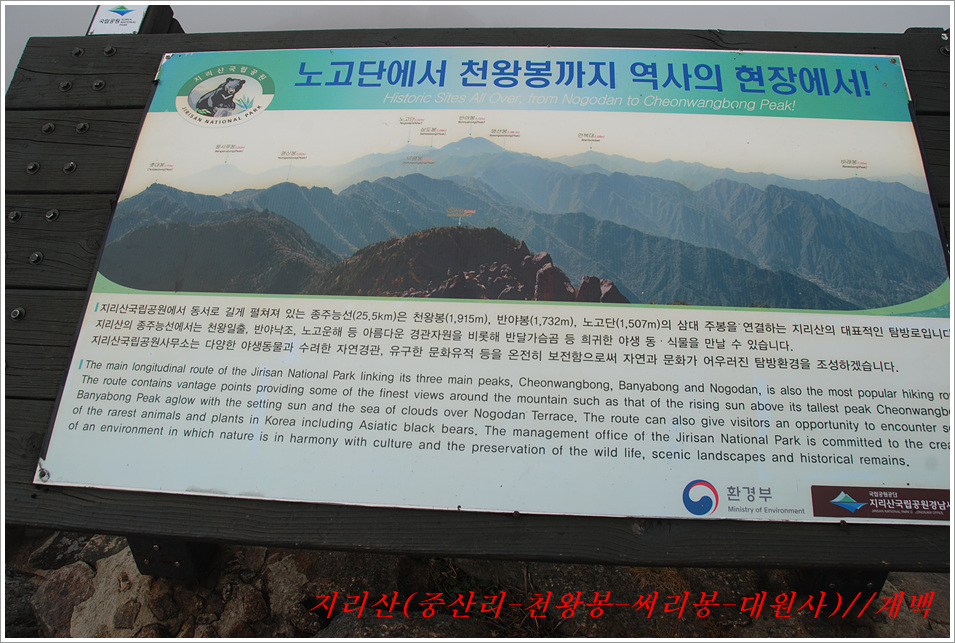 국립공원
지리산국립공원
JIRISAN NATIONAL PARK
노고단에서 천왕봉까지 역사의 현장에서!
Historic Sites All Over, from Nogodan to Cheonwangbong Peak!
노고단
반야봉
지리산국립공원에서 동서로 길게 펼쳐져 있는 종주능선(25.5km)은 천왕봉(1,915m), 반야봉(1,732m), 노고단(1,507m)의 삼대 주봉을 연결하는 지리산의 대표적인 탐방로입니다
지리산의 종주능선에서는 천왕일출, 반야낙조, 노고운해 등 아름다운 경관자원을 비롯해 반달가슴곰 등 희귀한 야생 동·식물을 만날 수 있습니다.
지리산국립공원사무소는 다양한 야생동물과 수려한 자연경관, 유구한 문화유적 등을 온전히 보전함으로써 자연과 문화가 어우러진 탐방환경을 조성하겠습니다.
The main longitudinal route of the Jirisan National Park linking its three main peaks, Cheonwangbong, Banyabong and Nogodan, is also the most popular hiking ro
The route contains vantage points providing some of the finest views around the mountain such as that of the rising sun above its tallest peak Cheonwangbo
Banyabong Peak aglow with the setting sun and the sea of clouds over Nogodan Terrace. The route can also give visitors an opportunity to encounter s
of the rarest animals and plants in Korea including Asiatic black bears. The management office of the Jirisan National Park is committed to the crea
of an environment in which nature is in harmony with culture and the preservation of the wild life, scenic landscapes and historical remains.
환경부
Ministry of Environment
국립공원공단
지리산국립공원경남사
지리산(중산리-천왕봉-써리봉-대원사)//계백